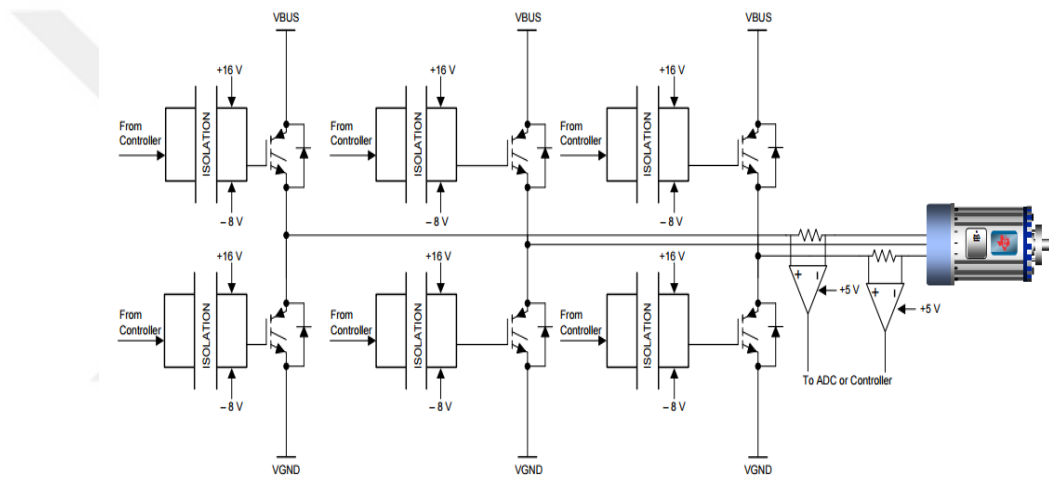 VBUS VBUS VBUS
+16 V +16 V +16 V
From
Controller
ISOLATION
From
Controller
ISOLATION
From
Controller
ISOLATION
– 8 V – 8 V – 8 V
+16 V +16 V +16 V
+ – +5 V
+ – +5 V
From
Controller
ISOLATION
From
Controller
ISOLATION
From
Controller
ISOLATION
To ADC or Controller
– 8 V – 8 V – 8 V
VGND VGND VGND